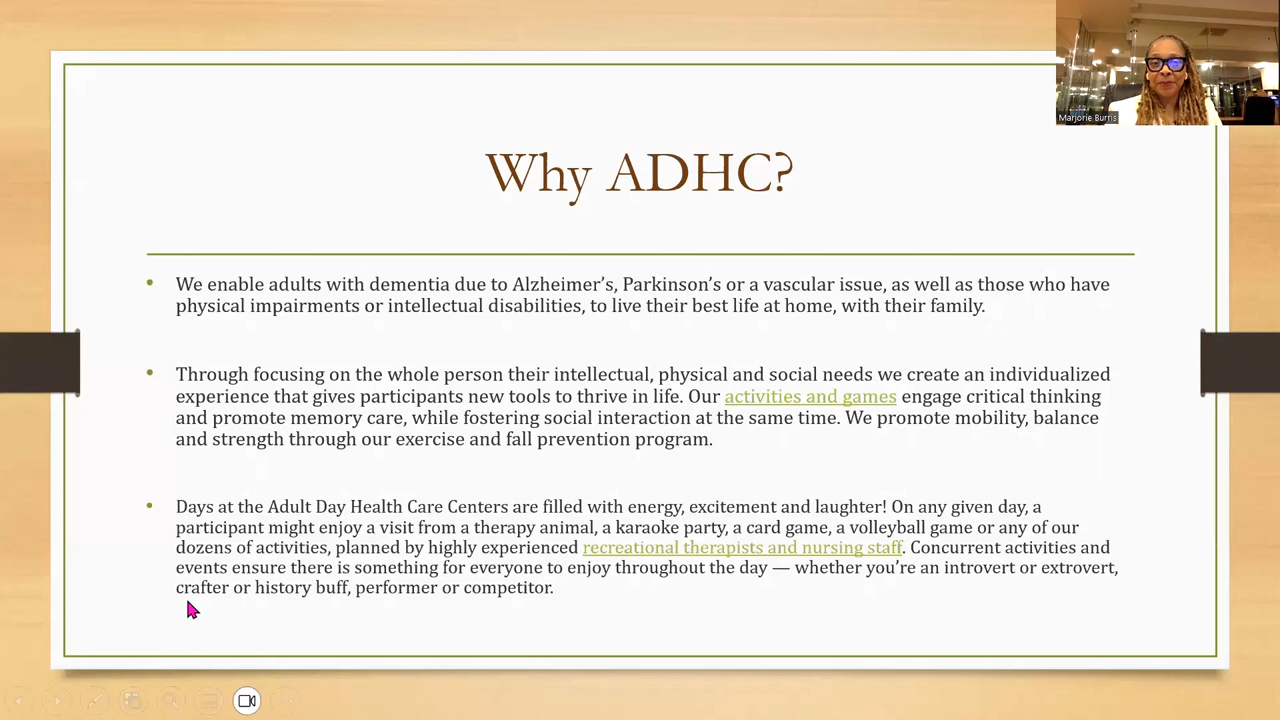 Marjorie Burris
Why ADHC?
• We enable adults with dementia due to Alzheimer’s, Parkinson’s or a vascular issue, as well as those who have
physical impairments or intellectual disabilities, to live their best life at home, with their family.
• Through focusing on the whole person their intellectual, physical and social needs we create an individualized
experience that gives participants new tools to thrive in life. Our activities and games engage critical thinking
and promote memory care, while fostering social interaction at the same time. We promote mobility, balance
and strength through our exercise and fall prevention program.
• Days at the Adult Day Health Care Centers are filled with energy, excitement and laughter! On any given day, a
participant might enjoy a visit from a therapy animal, a karaoke party, a card game, a volleyball game or any of our
dozens of activities, planned by highly experienced recreational therapists and nursing staff. Concurrent activities and
events ensure there is something for everyone to enjoy throughout the day — whether you’re an introvert or extrovert,
crafter or history buff, performer or competitor.